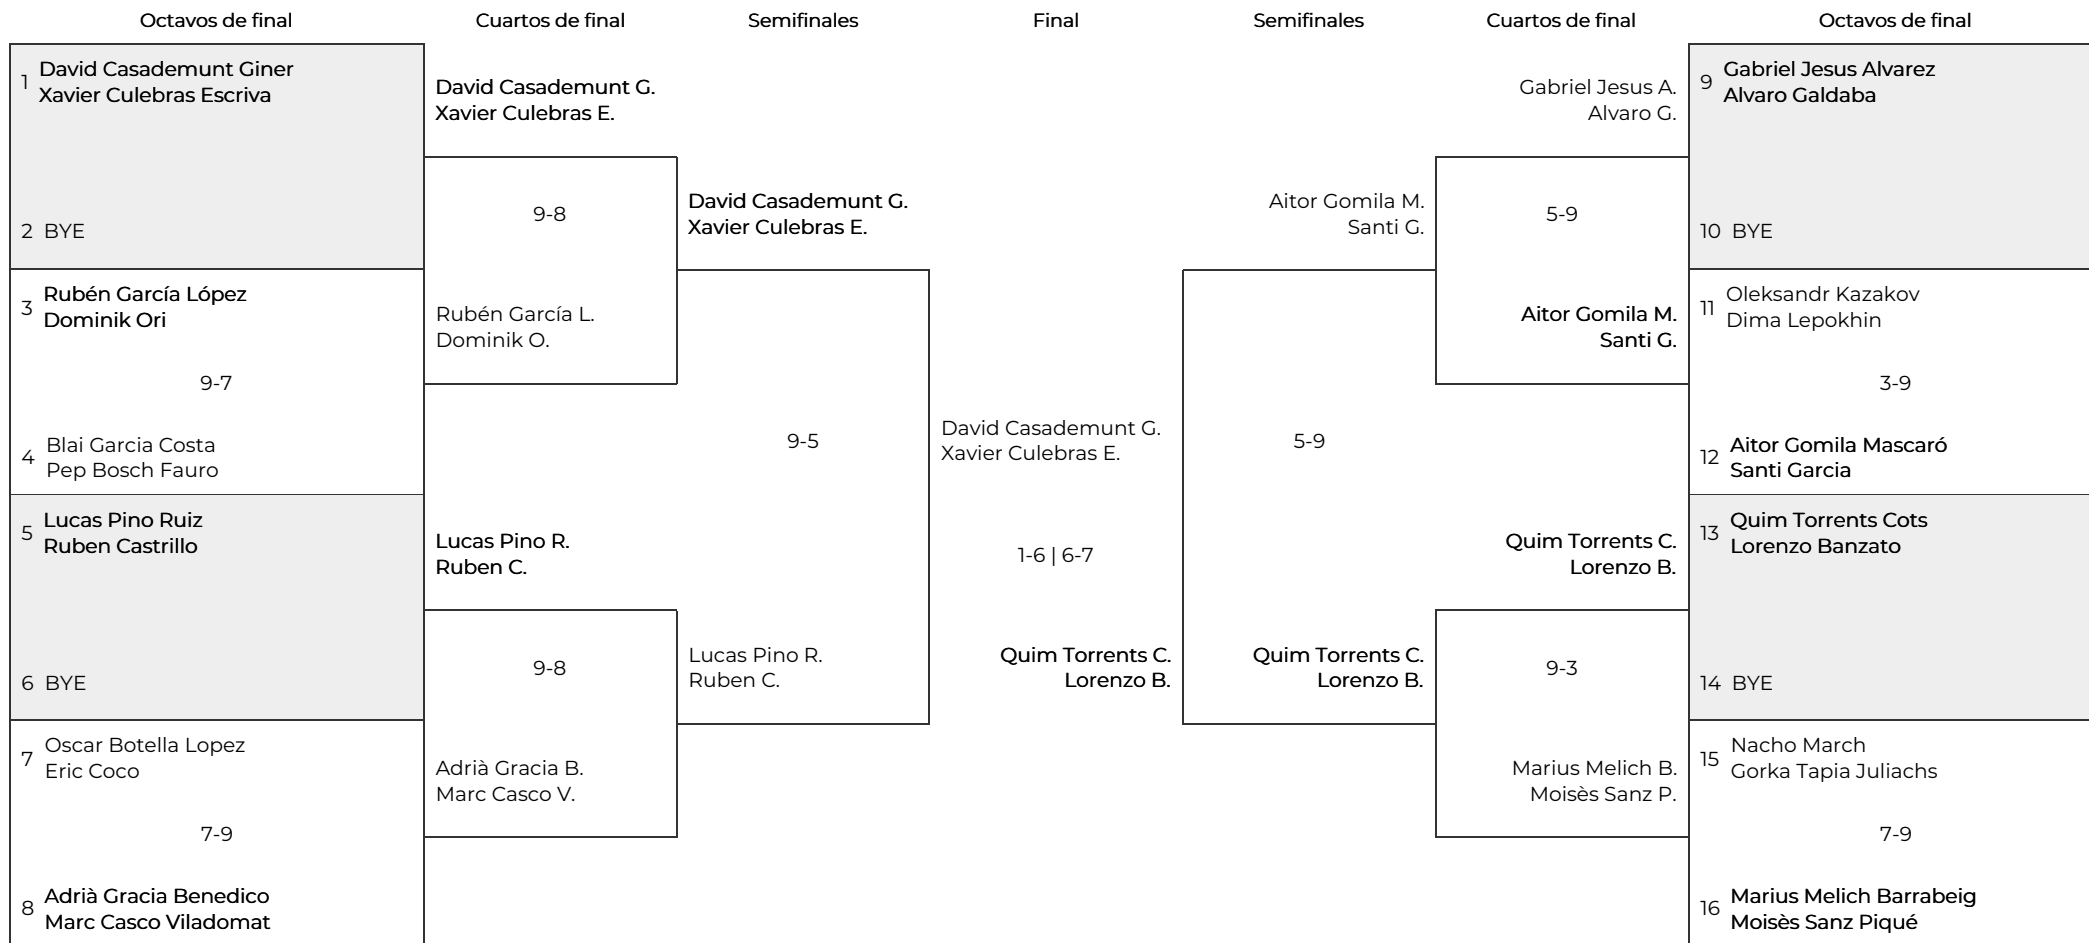 Octavos de final
Cuartos de final
Semifinales
Final
Semifinales
Cuartos de final
Octavos de final
1
David Casademunt Giner
Xavier Culebras Escriva
2 BYE
3
Rubén García López
Dominik Ori
9-7
4
Blai Garcia Costa
Pep Bosch Fauro
5
Lucas Pino Ruiz
Ruben Castrillo
6 BYE
7
Oscar Botella Lopez
Eric Coco
7-9
8
Adrià Gracia Benedico
Marc Casco Viladomat
David Casademunt G.
Xavier Culebras E.
9-8
Rubén García L.
Dominik O.
Lucas Pino R.
Ruben C.
9-8
Adrià Gracia B.
Marc Casco V.
David Casademunt G.
Xavier Culebras E.
9-5
Lucas Pino R.
Ruben C.
David Casademunt G.
Xavier Culebras E.
1-6 | 6-7
Quim Torrents C.
Lorenzo B.
Aitor Gomila M.
Santi G.
5-9
Quim Torrents C.
Lorenzo B.
Gabriel Jesus A.
Alvaro G.
5-9
Aitor Gomila M.
Santi G.
Quim Torrents C.
Lorenzo B.
9-3
Marius Melich B.
Moisès Sanz P.
9
Gabriel Jesus Alvarez
Alvaro Galdaba
10 BYE
11
Oleksandr Kazakov
Dima Lepokhin
3-9
12
Aitor Gomila Mascaró
Santi Garcia
13
Quim Torrents Cots
Lorenzo Banzato
14 BYE
15
Nacho March
Gorka Tapia Juliachs
7-9
16
Marius Melich Barrabeig
Moisès Sanz Piqué